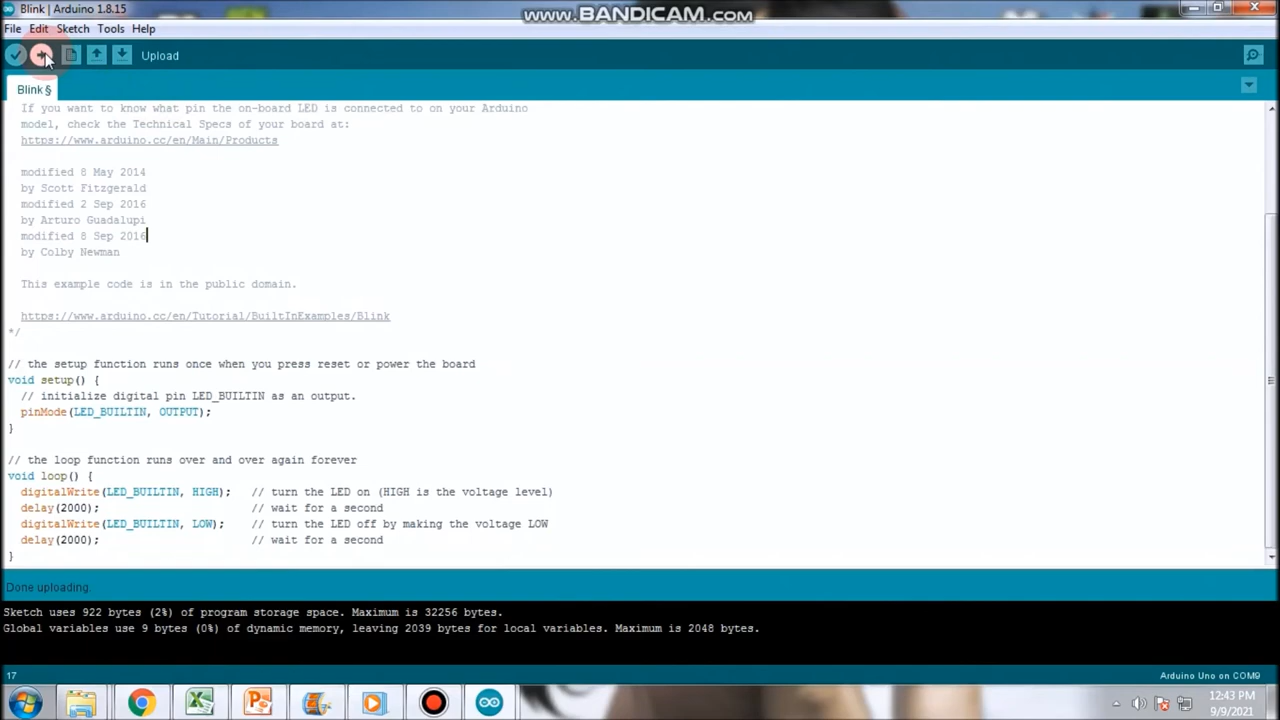 Blink | Arduino 1.8.15
www.BANDICAM.com
File Edit Sketch Tools Help
Upload
Blink §
If you want to know what pin the on-board LED is connected to on your Arduino
model, check the Technical Specs of your board at:
https://www.arduino.cc/en/Main/Products
modified 8 May 2014
by Scott Fitzgerald
modified 2 Sep 2016
by Arturo Guadalupi
modified 8 Sep 2016
by Colby Newman
This example code is in the public domain.
https://www.arduino.cc/en/Tutorial/BuiltInExamples/Blink
*/
// the setup function runs once when you press reset or power the board
void setup() {
// initialize digital pin LED_BUILTIN as an output.
pinMode(LED_BUILTIN, OUTPUT);
}
// the loop function runs over and over again forever
void loop() {
digitalWrite(LED_BUILTIN, HIGH);   // turn the LED on (HIGH is the voltage level)
delay(2000);                       // wait for a second
digitalWrite(LED_BUILTIN, LOW);    // turn the LED off by making the voltage LOW
delay(2000);                       // wait for a second
}
Done uploading.
Sketch uses 922 bytes (2%) of program storage space. Maximum is 32256 bytes.
Global variables use 9 bytes (0%) of dynamic memory, leaving 2039 bytes for local variables. Maximum is 2048 bytes.
17
Arduino Uno on COM9
12:43 PM
9/9/2021